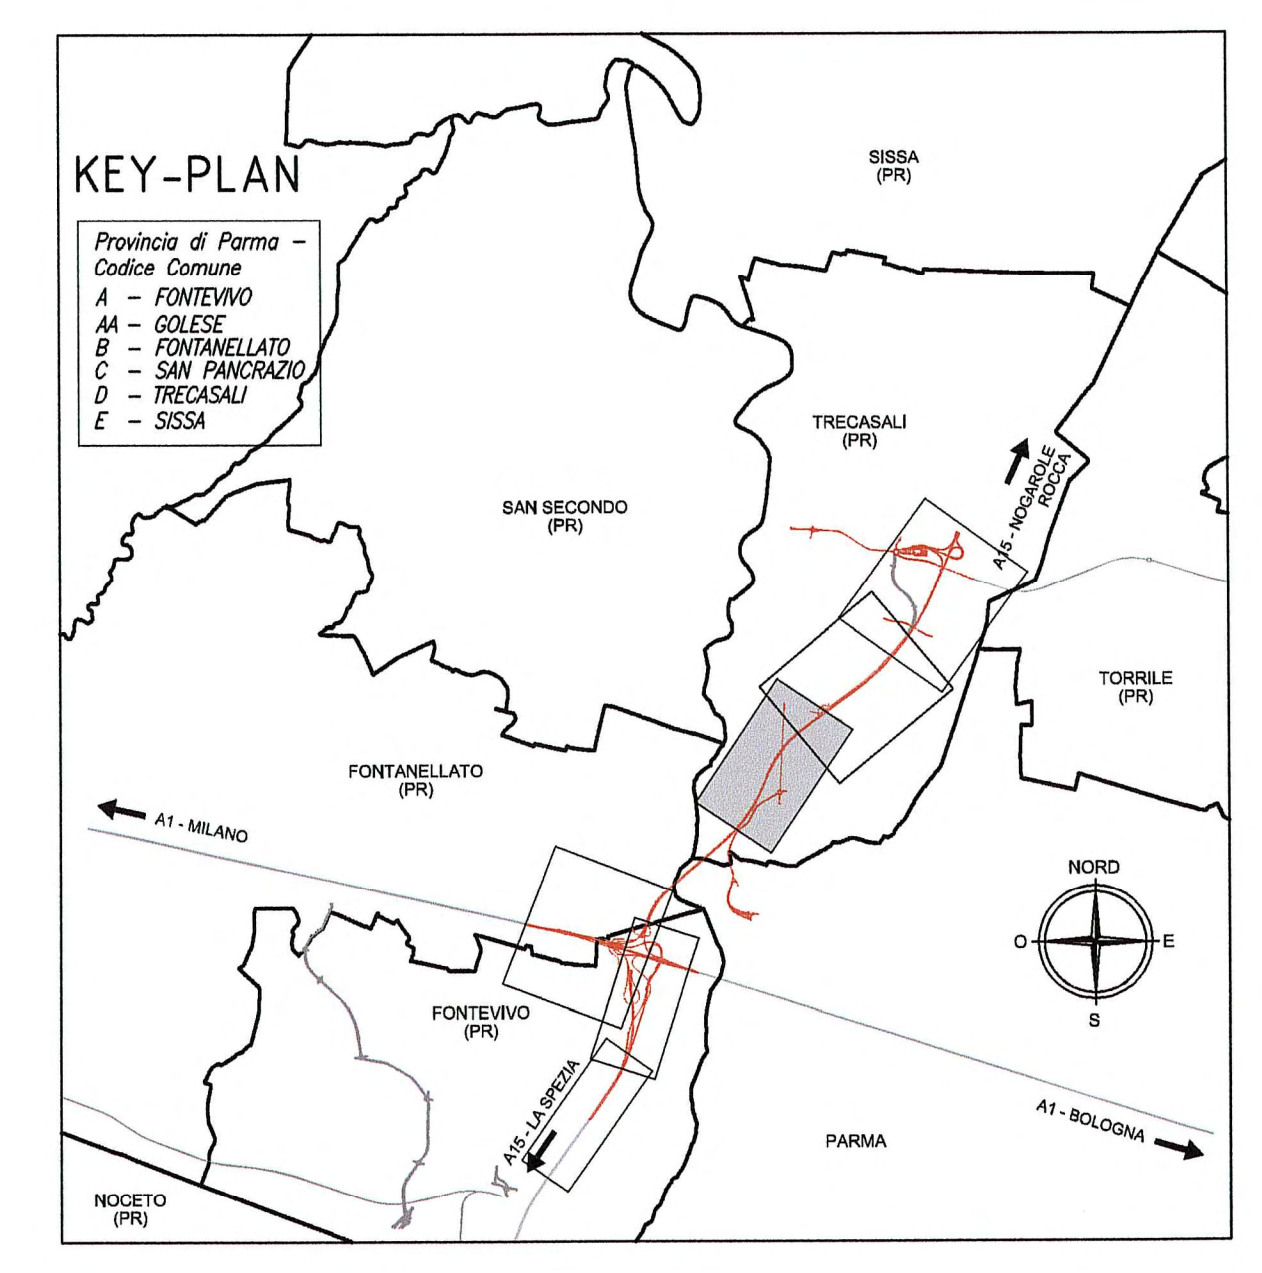 KEY-PLAN
Provincia di Parma -
Codice Comune
A - FONTEVIVO
AA - GOLESE
B - FONTANELLATO
C - SAN PANCRAZIO
D - TRECASALI
E - SISSA
SISSA
(PR)
TRECASALI
(PR)
A15 - NOGAROLE
ROCCA
SAN SECONDO
(PR)
TORRILE
(PR)
FONTANELLATO
(PR)
A1 - MILANO
NORD
O
E
S
FONTEVIVO
(PR)
A15 - LA SPEZIA
A1 - BOLOGNA
PARMA
NOCETO
(PR)